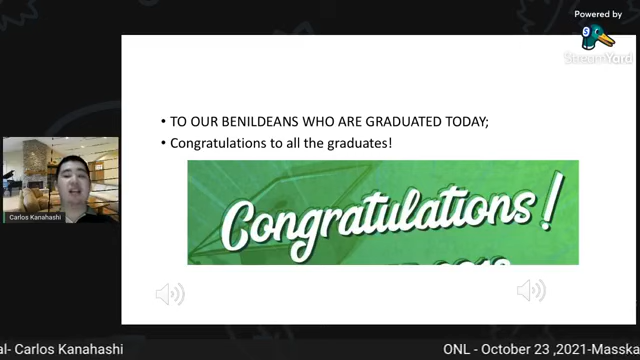 Powered by
StreamYard
• TO OUR BENILDEANS WHO ARE GRADUATED TODAY;
• Congratulations to all the graduates!
Congratulations!
Carlos Kanahashi
al- Carlos Kanahashi
ONL - October 23 ,2021-Masska